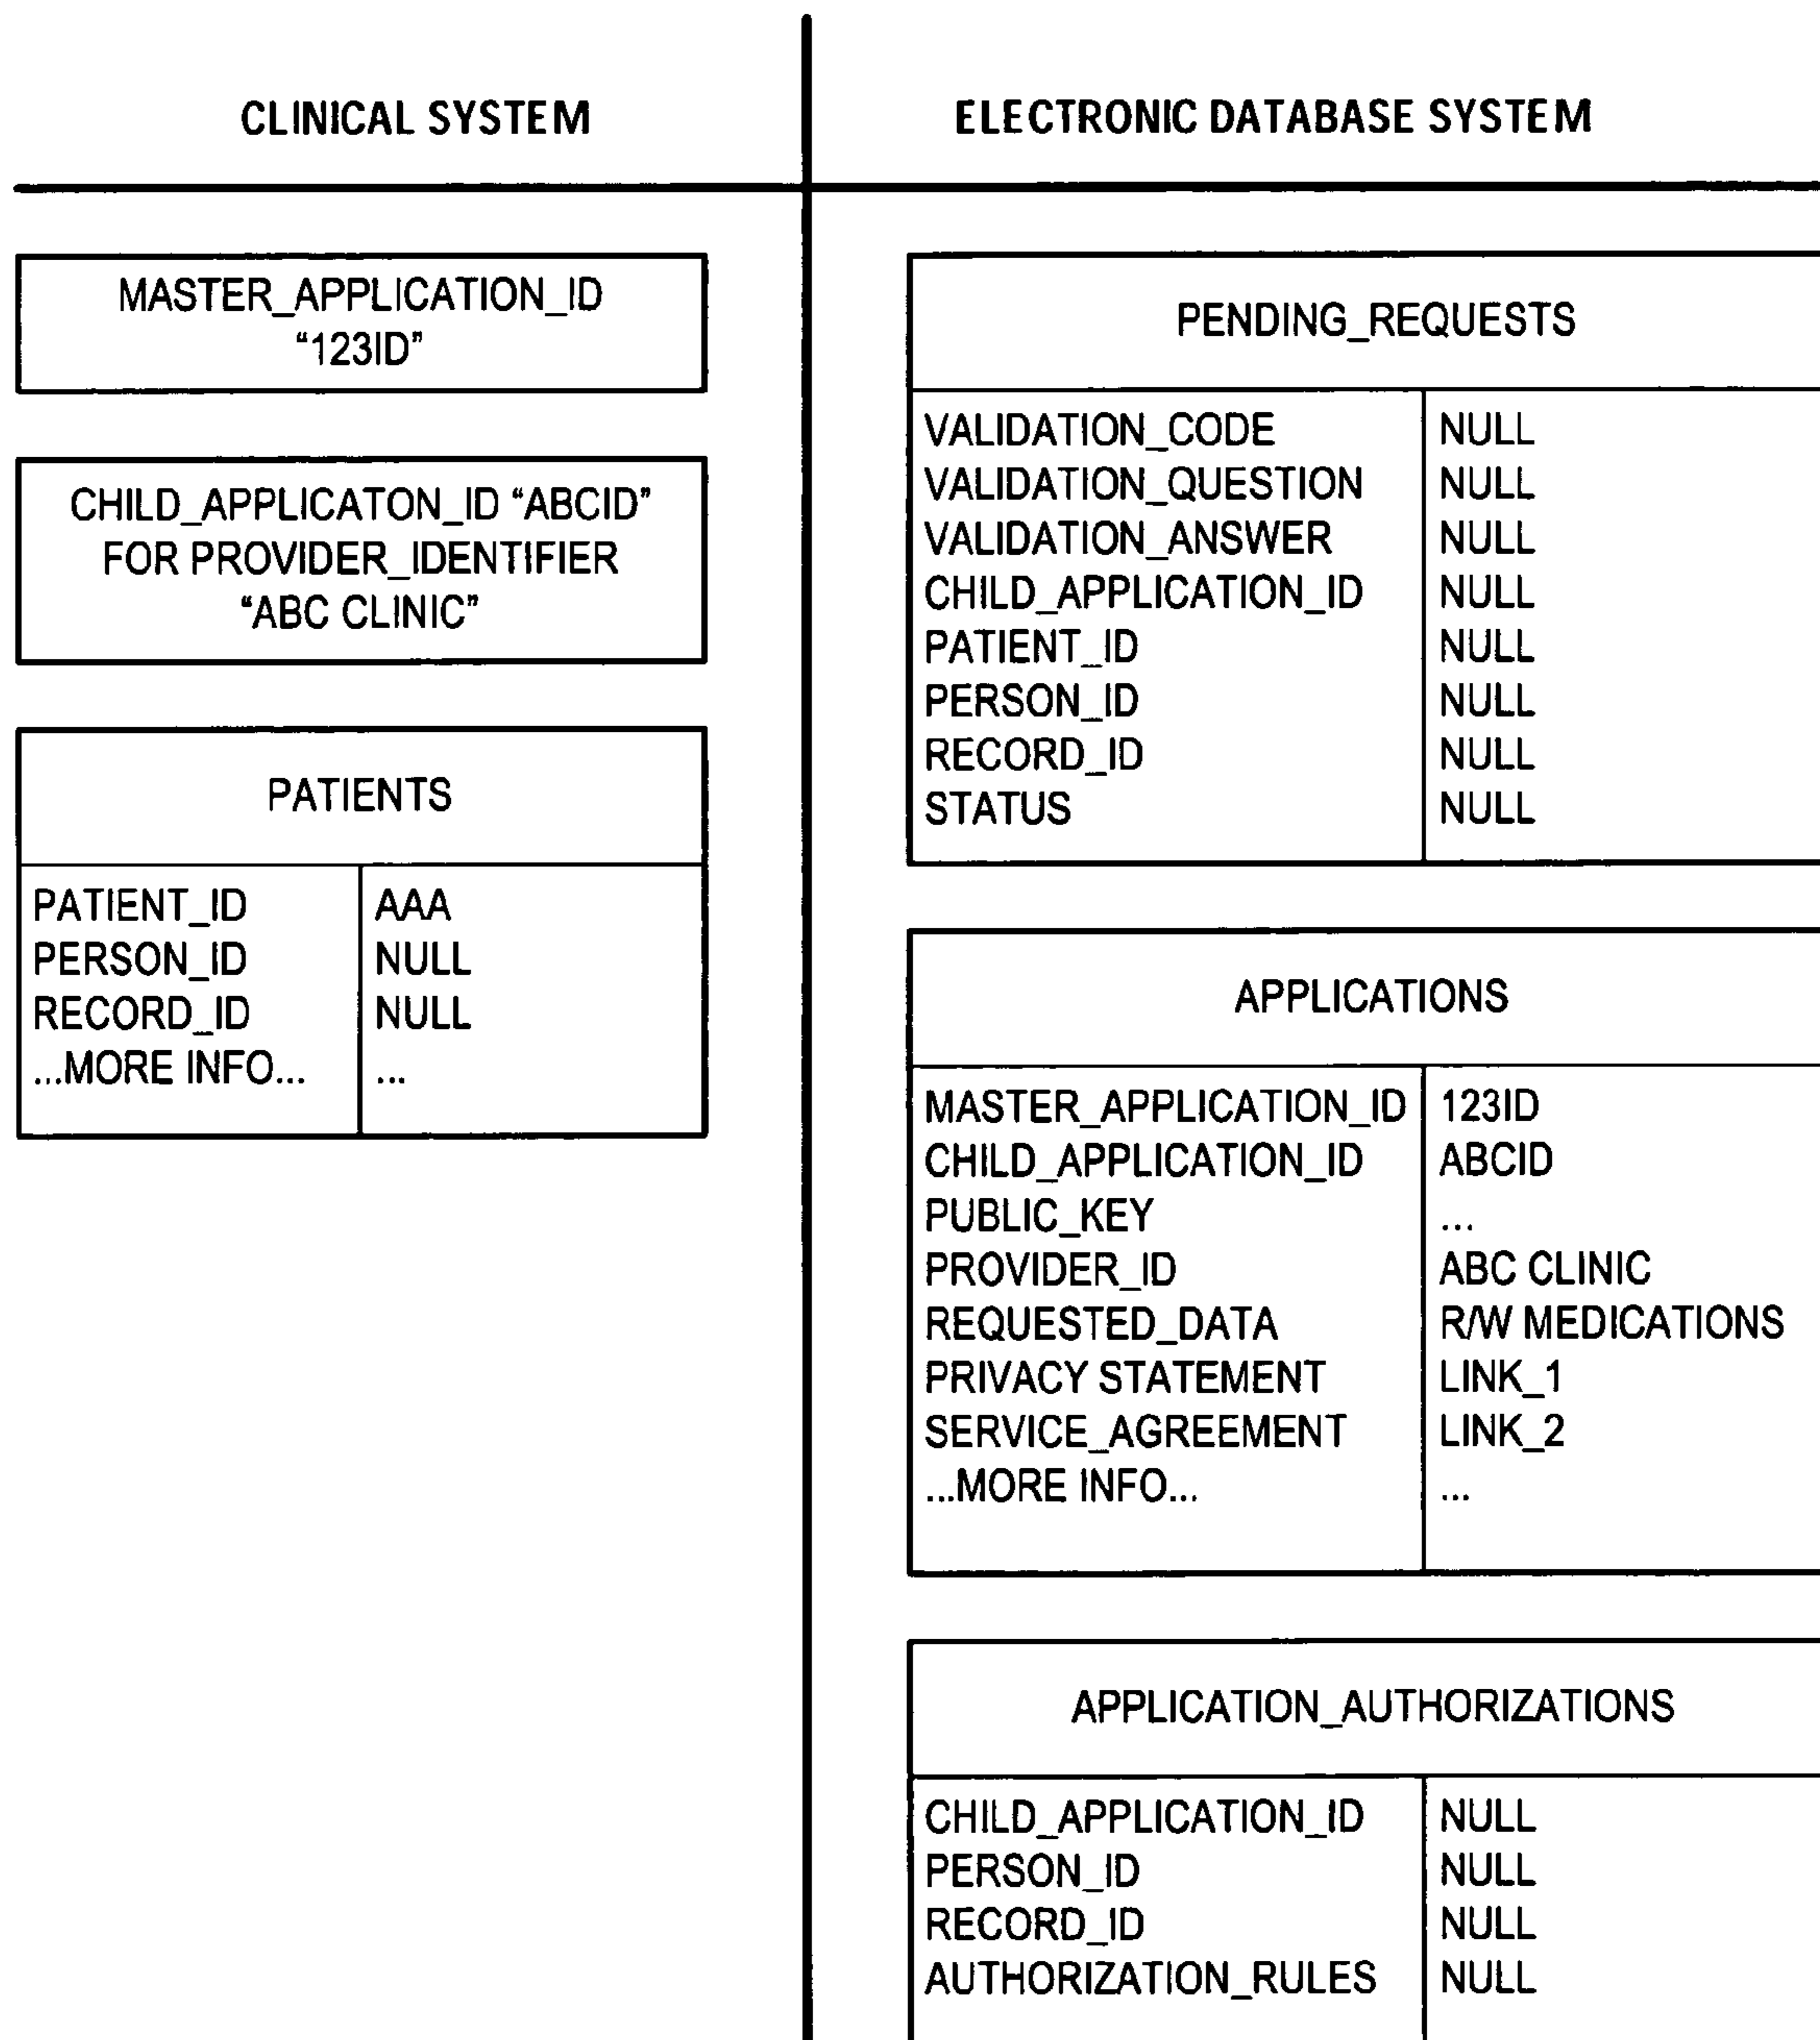 CLINICAL SYSTEM
MASTER_APPLICATION_ID
“123ID”
CHILD_APPLICATON_ID “ABCID”
FOR PROVIDER_IDENTIFIER
“ABC CLINIC”
PATIENTS
PATIENT_ID AAA
PERSON_ID NULL
RECORD_ID NULL
...MORE INFO... ...
ELECTRONIC DATABASE SYSTEM
PENDING_REQUESTS
VALIDATION_CODE NULL
VALIDATION_QUESTION NULL
VALIDATION_ANSWER NULL
CHILD_APPLICATION_ID NULL
PATIENT_ID NULL
PERSON_ID NULL
RECORD_ID NULL
STATUS NULL
APPLICATIONS
MASTER_APPLICATION_ID 123ID
CHILD_APPLICATION_ID ABCID
PUBLIC_KEY ...
PROVIDER_ID ABC CLINIC
REQUESTED_DATA R/W MEDICATIONS
PRIVACY STATEMENT LINK_1
SERVICE_AGREEMENT LINK_2
...MORE INFO... ...
APPLICATION_AUTHORIZATIONS
CHILD_APPLICATION_ID NULL
PERSON_ID NULL
RECORD_ID NULL
AUTHORIZATION_RULES NULL